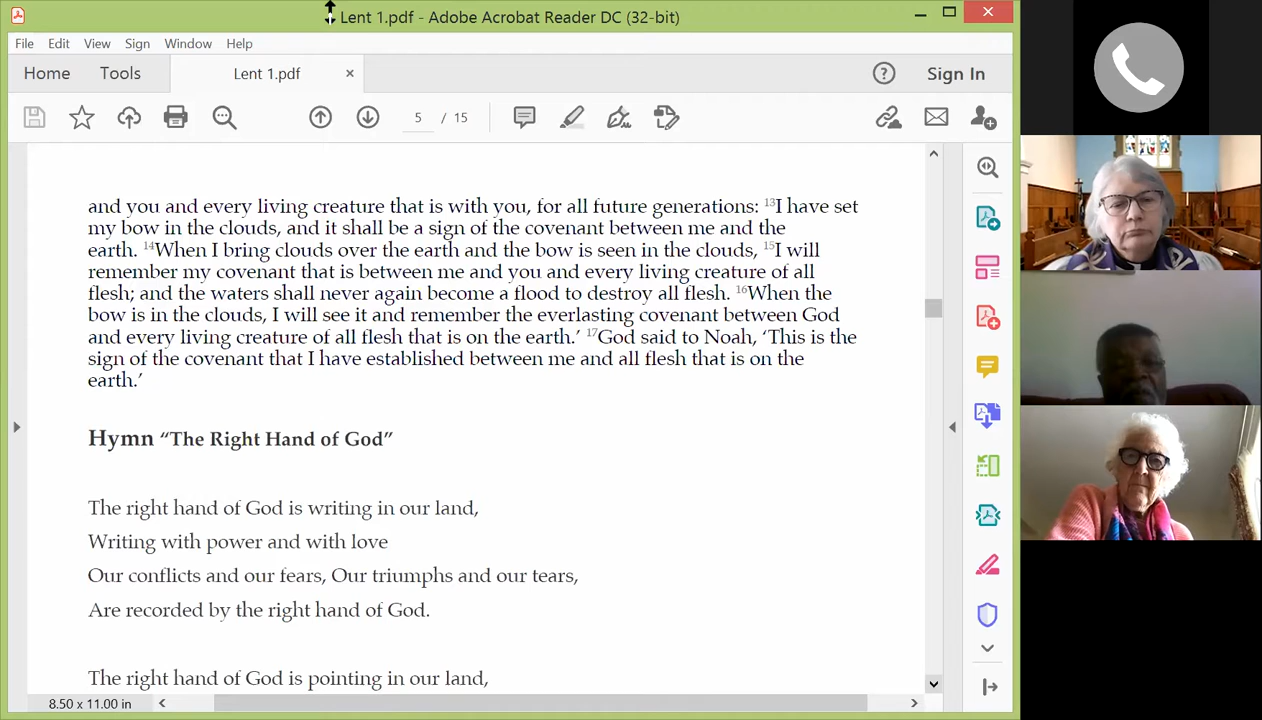 Lent 1.pdf - Adobe Acrobat Reader DC (32-bit)
File Edit View Sign Window Help
Home Tools Lent 1.pdf × ? Sign In
5 / 15
and you and every living creature that is with you, for all future generations: 13I have set
my bow in the clouds, and it shall be a sign of the covenant between me and the
earth. 14When I bring clouds over the earth and the bow is seen in the clouds, 15I will
remember my covenant that is between me and you and every living creature of all
flesh; and the waters shall never again become a flood to destroy all flesh. 16When the
bow is in the clouds, I will see it and remember the everlasting covenant between God
and every living creature of all flesh that is on the earth.’ 17God said to Noah, ‘This is the
sign of the covenant that I have established between me and all flesh that is on the
earth.’
Hymn “The Right Hand of God”
The right hand of God is writing in our land,
Writing with power and with love
Our conflicts and our fears, Our triumphs and our tears,
Are recorded by the right hand of God.
The right hand of God is pointing in our land,
8.50 x 11.00 in